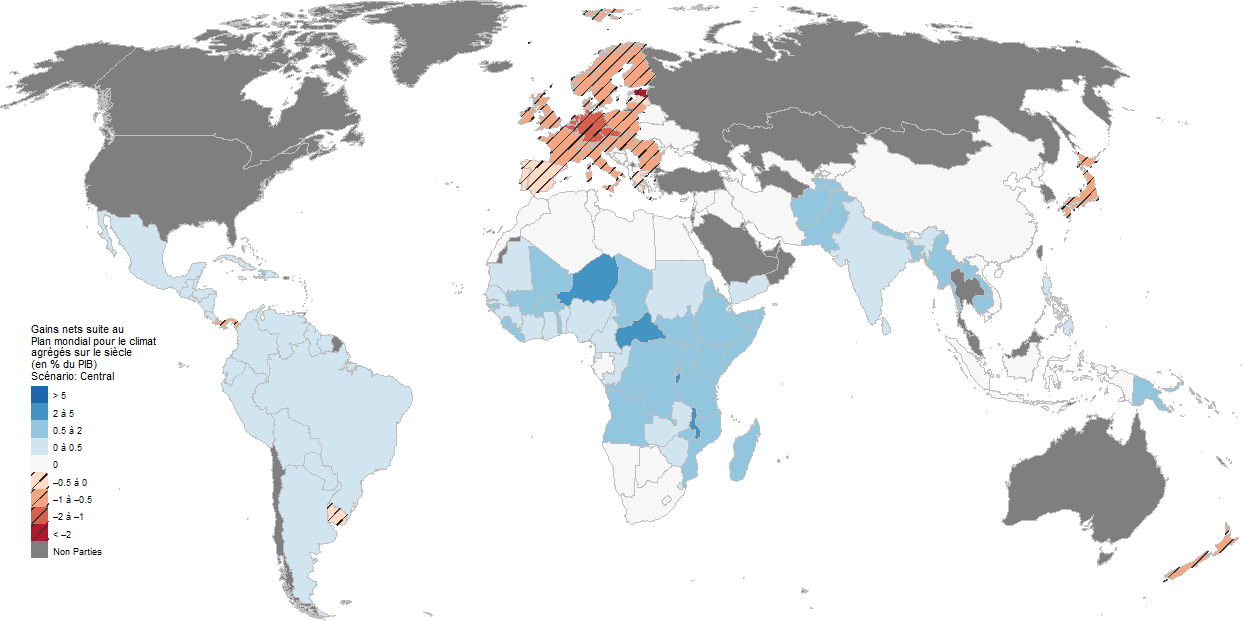 Gains nets suite au
Plan mondial pour le climat
agrégés sur le siècle
(en % du PIB)
Scénario: Central
> 5
2 à 5
0.5 à 2
0 à 0.5
0
–0.5 à 0
–1 à –0.5
–2 à –1
< –2
Non Parties